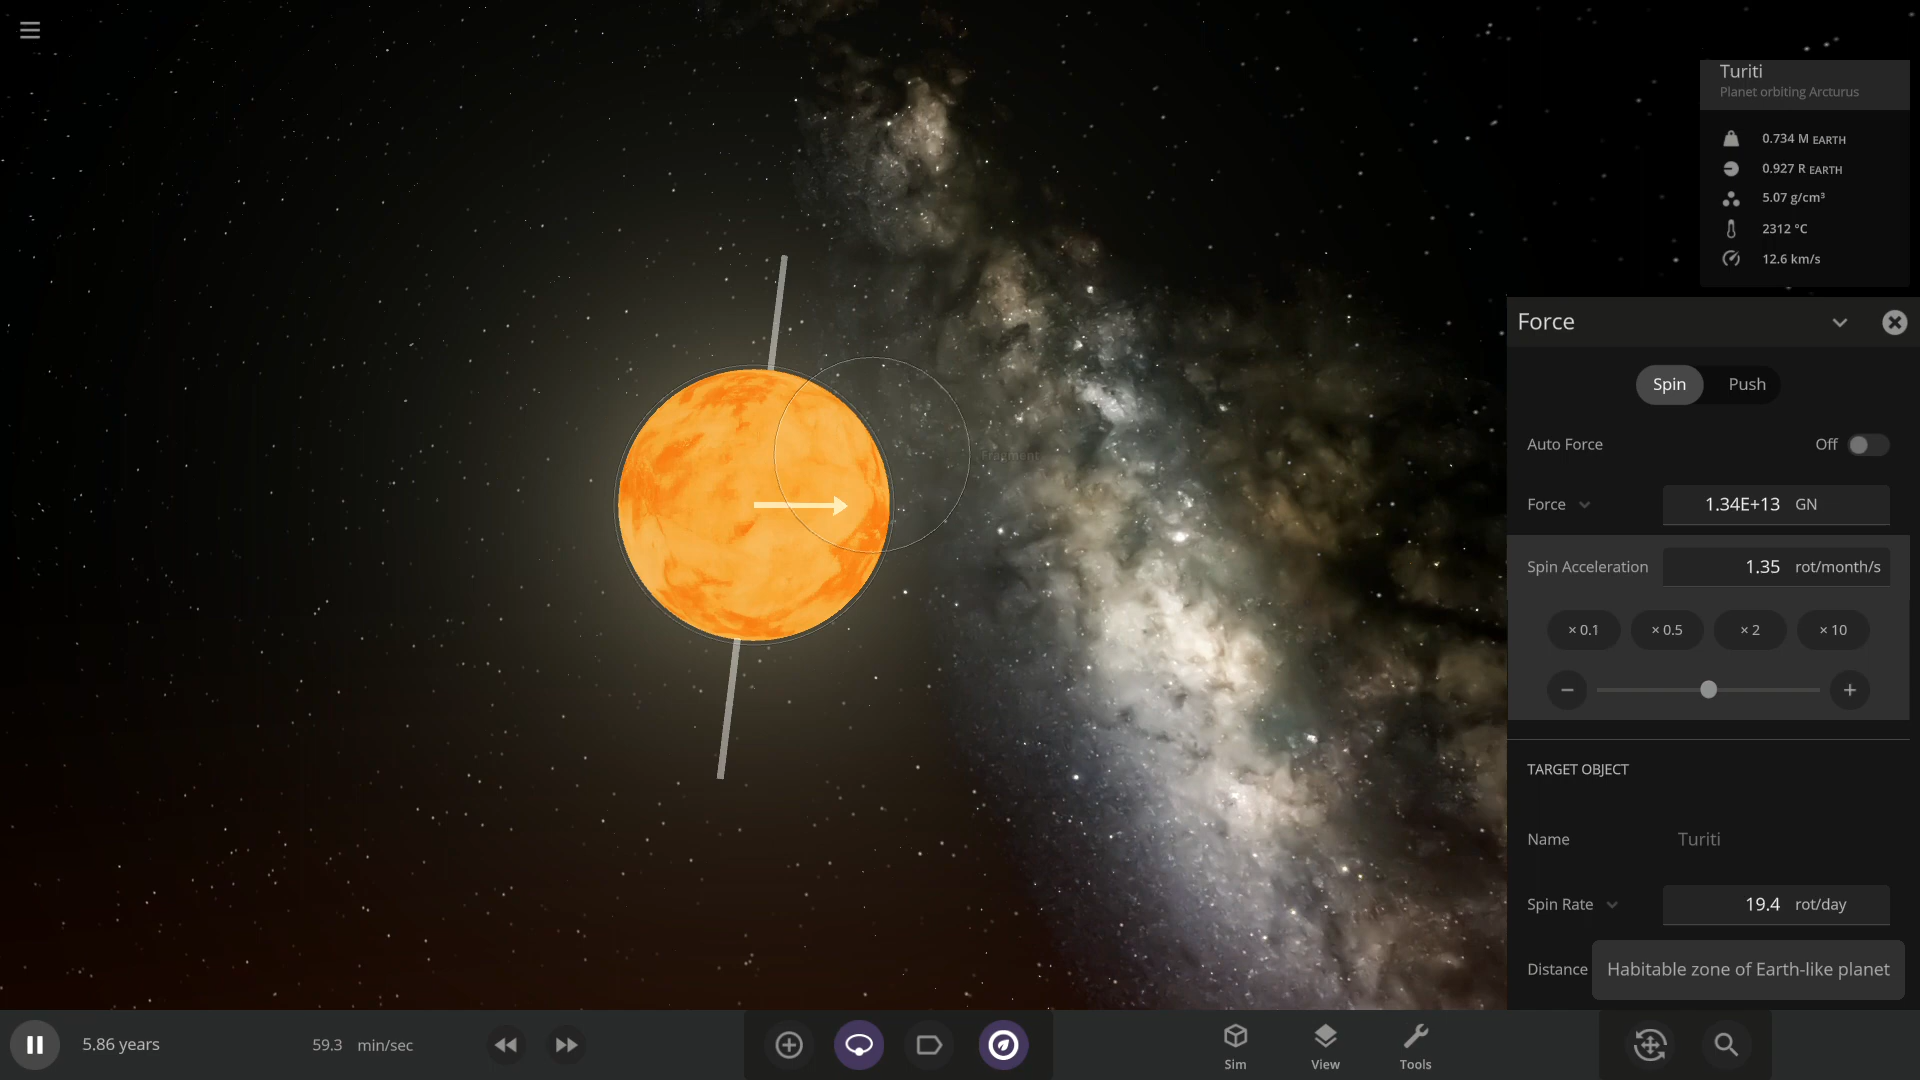 Turiti
Planet orbiting Arcturus
0.734 M EARTH
0.927 R EARTH
5.07 g/cm³
2312 °C
12.6 km/s
Fragment
Force
Spin Push
Auto Force Off
Force 1.34E+13 GN
Spin Acceleration 1.35 rot/month/s
× 0.1 × 0.5 × 2 × 10
TARGET OBJECT
Name Turiti
Spin Rate 19.4 rot/day
Distance Habitable zone of Earth-like planet
5.86 years 59.3 min/sec
Sim View Tools